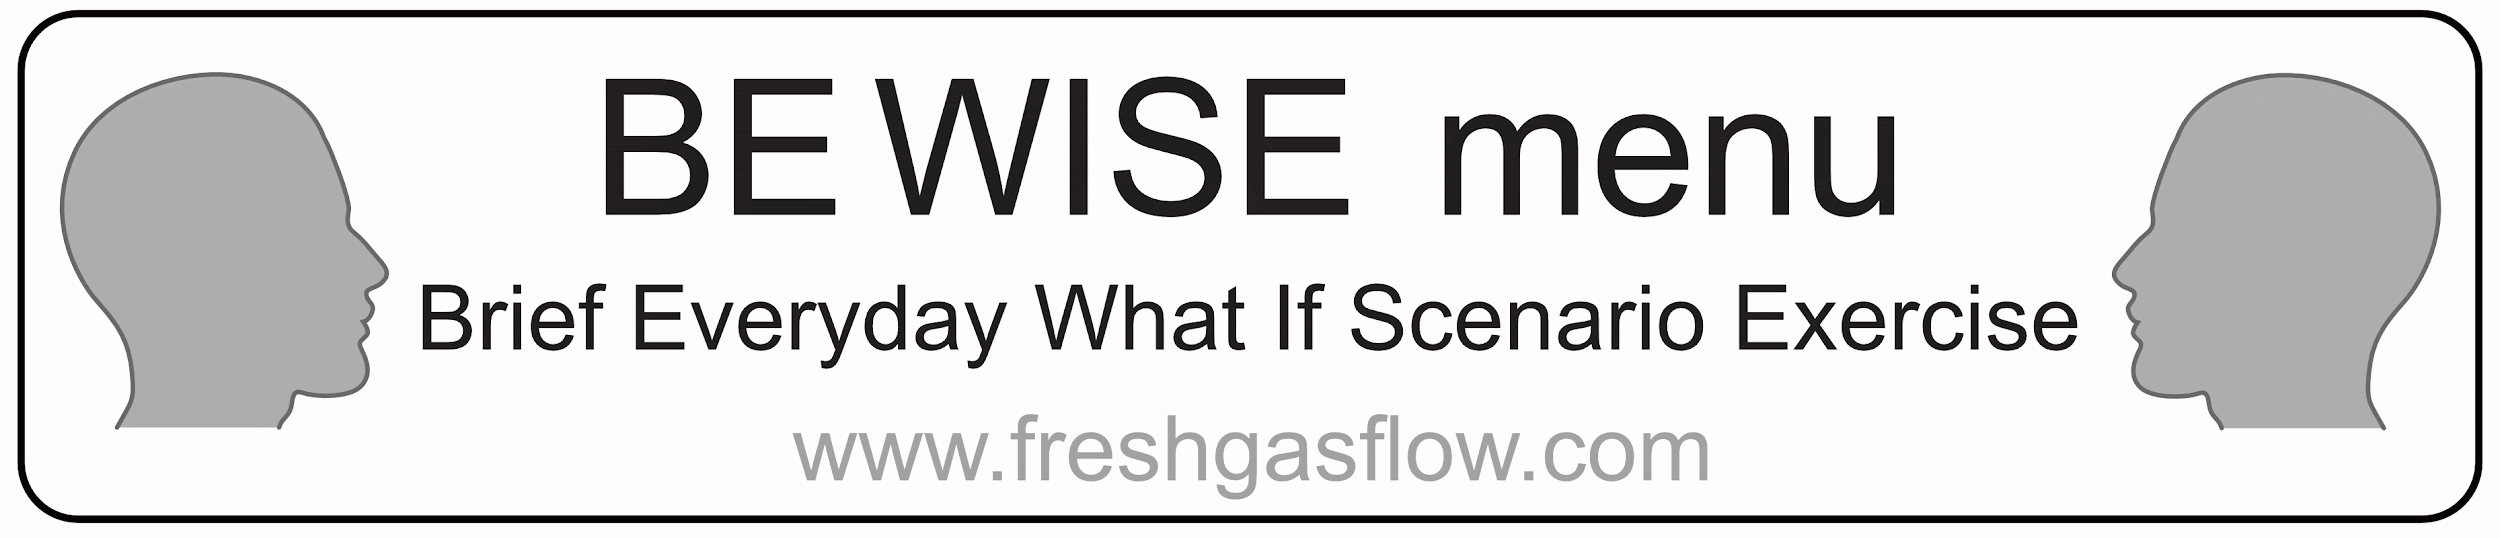 BE WISE menu
Brief Everyday What If Scenario Exercise
www.freshgasflow.com